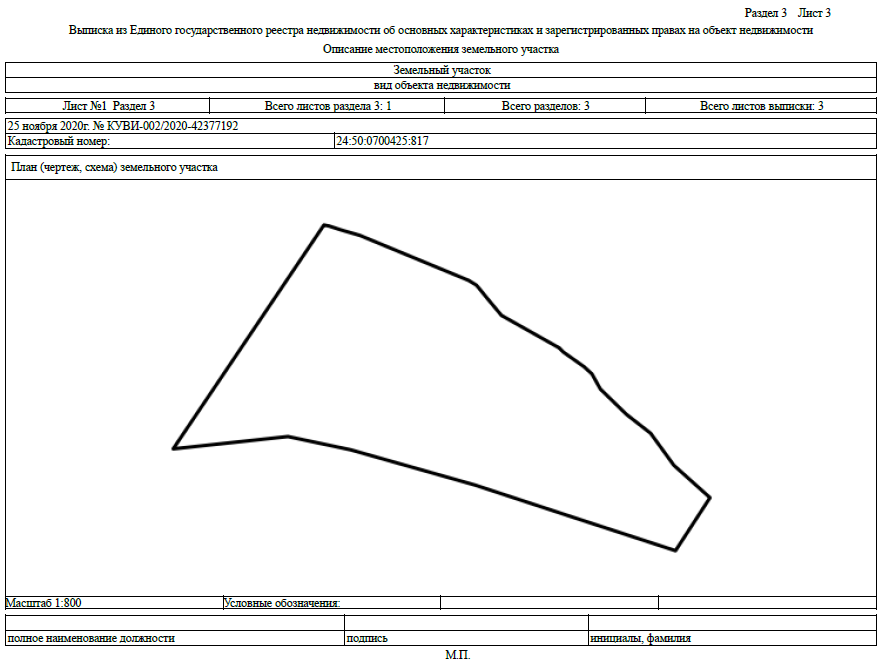 Раздел 3 Лист 3
Выписка из Единого государственного реестра недвижимости об основных характеристиках и зарегистрированных правах на объект недвижимости
Описание местоположения земельного участка
Земельный участок
вид объекта недвижимости
Лист №1 Раздел 3 Всего листов раздела 3: 1 Всего разделов: 3 Всего листов выписки: 3
25 ноября 2020г. № КУВИ-002/2020-42377192
Кадастровый номер: 24:50:0700425:817
План (чертеж, схема) земельного участка
Масштаб 1:800 Условные обозначения:
полное наименование должности подпись инициалы, фамилия
М.П.